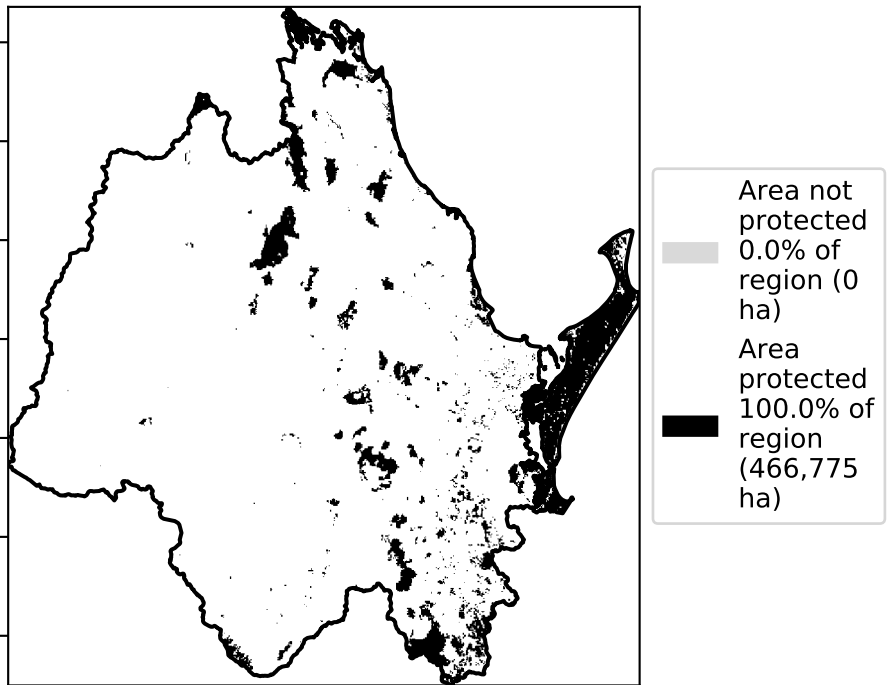 Area not
protected
0.0% of
region (0
ha)
Area
protected
100.0% of
region
(466,775
ha)